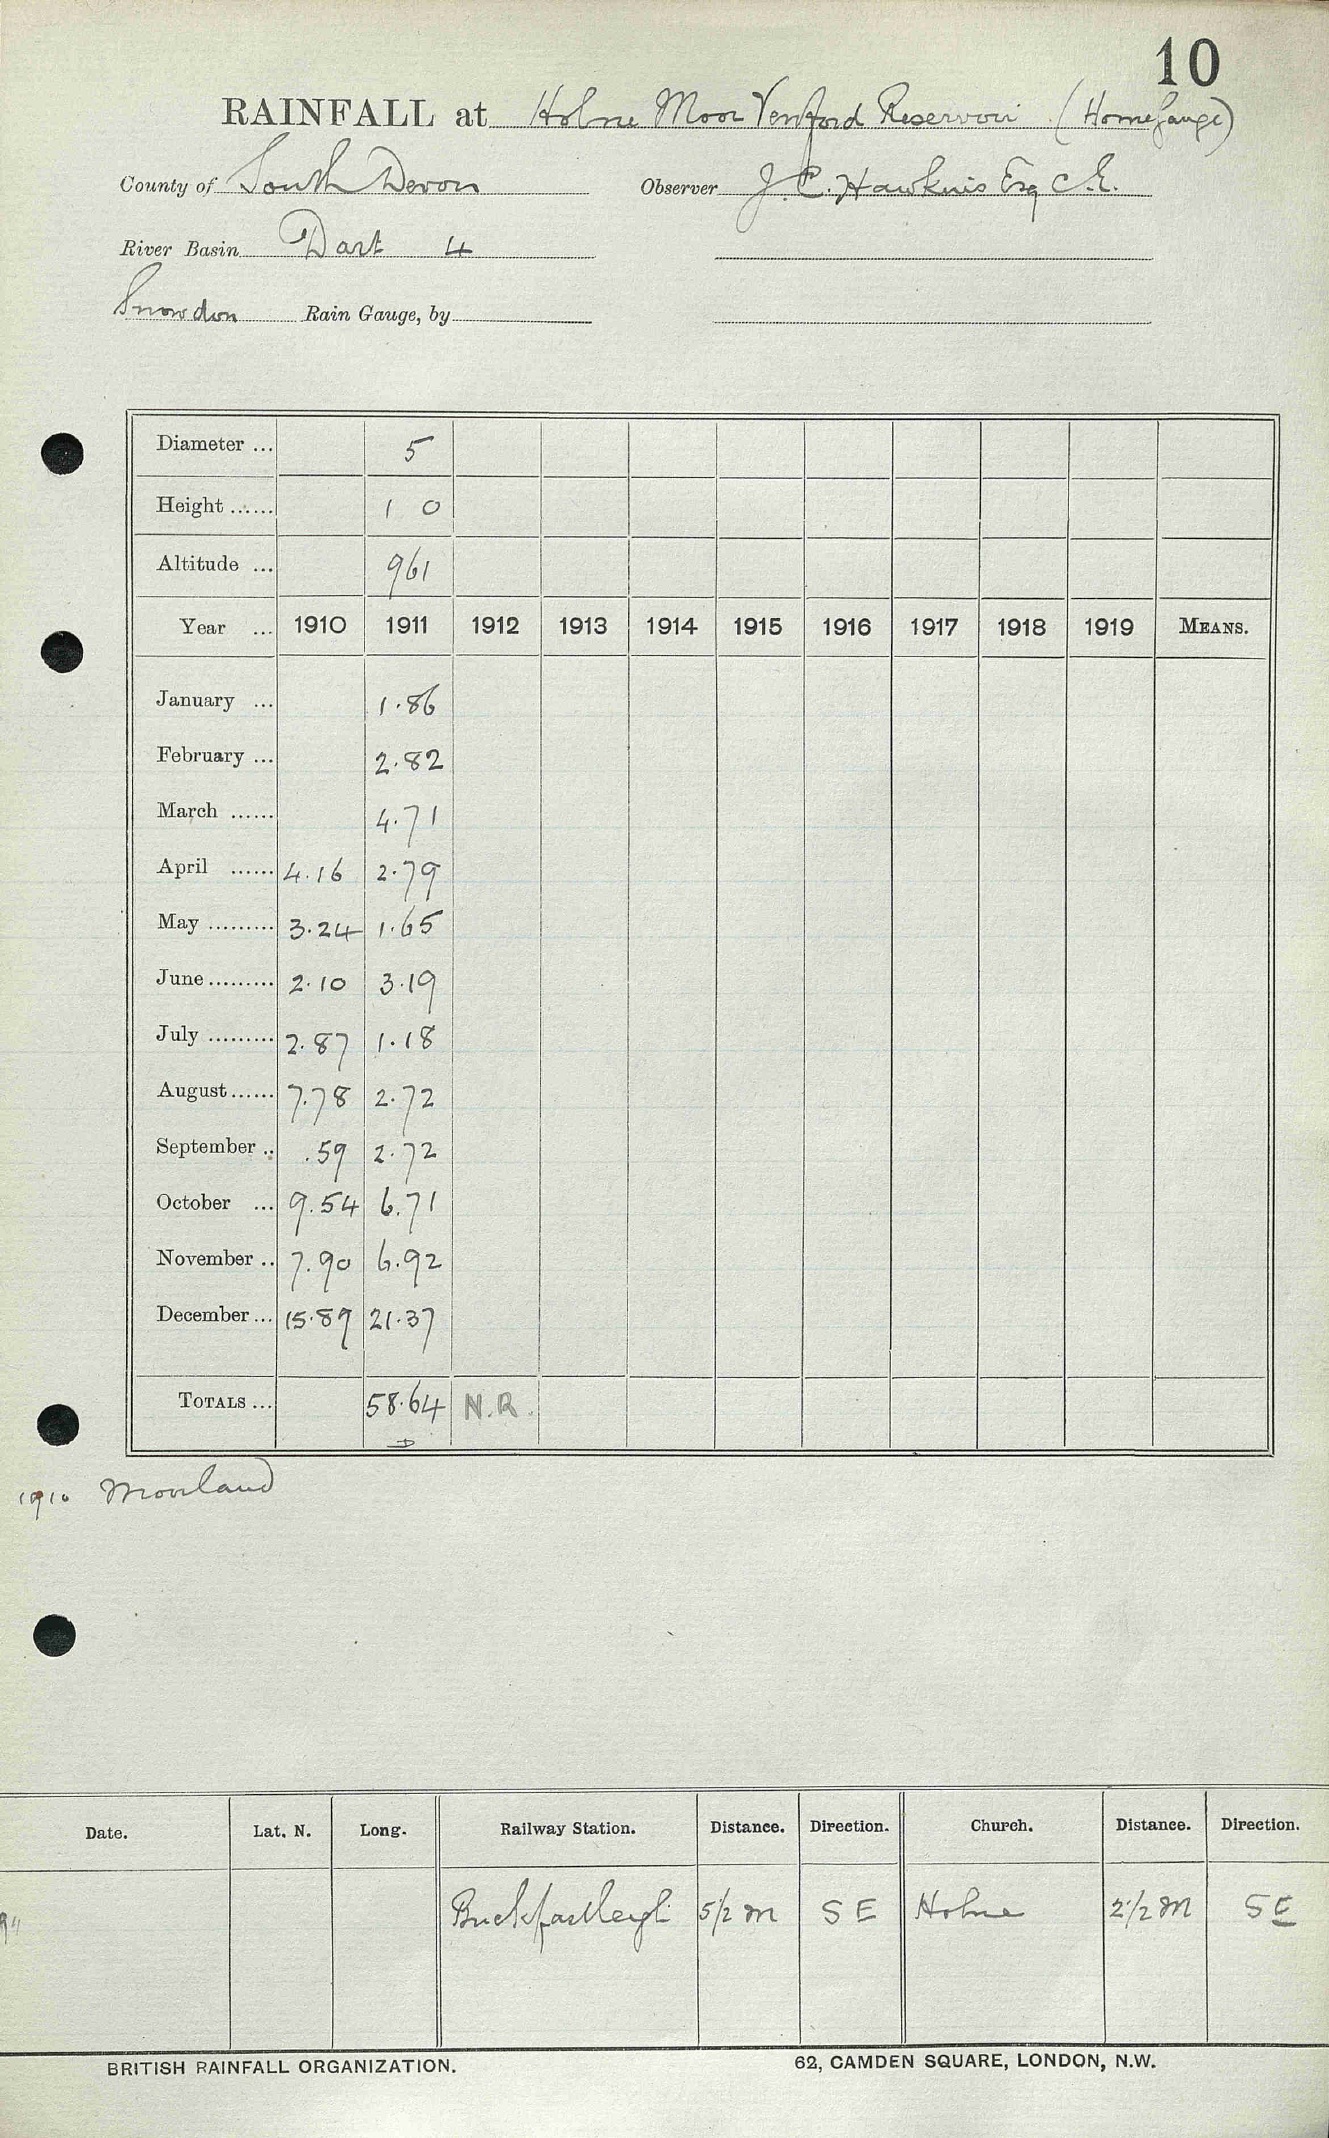 10
RAINFALL at Holne Moor Venford Reservoir (Home gauge)
County of South Devon Observer J. C. Hawkins Esq C.E.
River Basin Dart 4
Snowdon Rain Gauge, by
Diameter ... 5
Height ...... 1 0
Altitude ... 961
Year ... 1910 1911 1912 1913 1914 1915 1916 1917 1918 1919 MEANS.
January ... 1.86
February ... 2.82
March ...... 4.71
April ...... 4.16 2.79
May ......... 3.24 1.65
June ......... 2.10 3.19
July ......... 2.87 1.18
August ...... 7.78 2.72
September .. .59 2.72
October ... 9.54 6.71
November .. 7.90 6.92
December ... 15.89 21.37
TOTALS ... 58.64 N.R.
1910 Moorland
Date. Lat. N. Long. Railway Station. Distance. Direction. Church. Distance. Direction.
Buckfastleigh 5 1/2 m S E Holne 2 1/2 m S E
BRITISH RAINFALL ORGANIZATION. 62, CAMDEN SQUARE, LONDON, N.W.